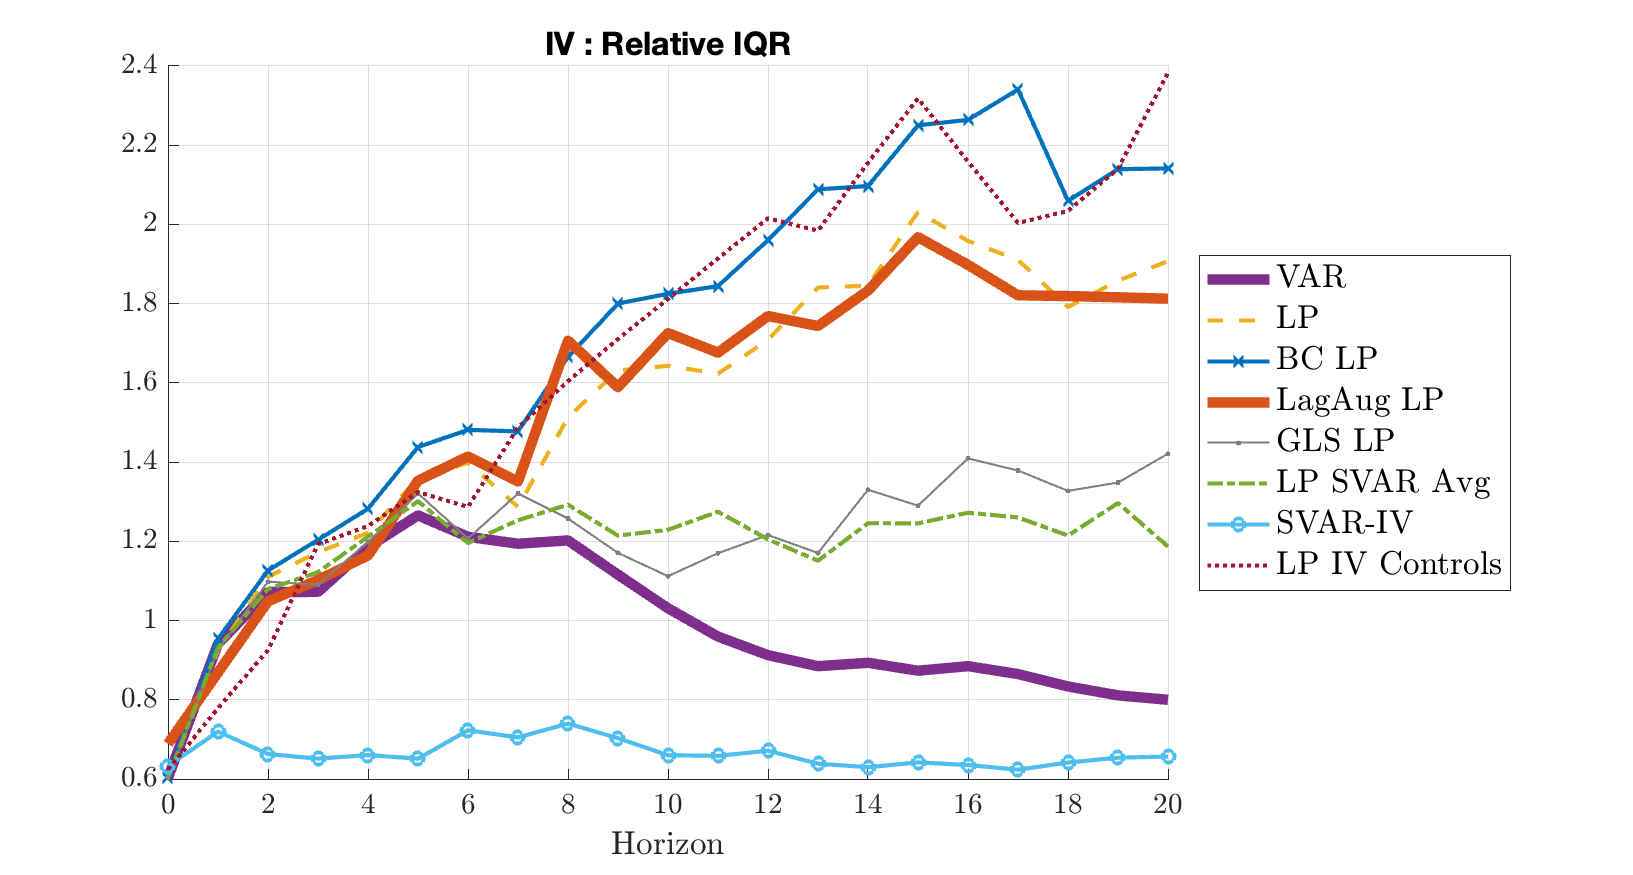 IV : Relative IQR
2.4
2.2
2
1.8
1.6
1.4
1.2
1
0.8
0.6
0 2 4 6 8 10 12 14 16 18 20
Horizon
VAR
LP
BC LP
LagAug LP
GLS LP
LP SVAR Avg
SVAR-IV
LP IV Controls